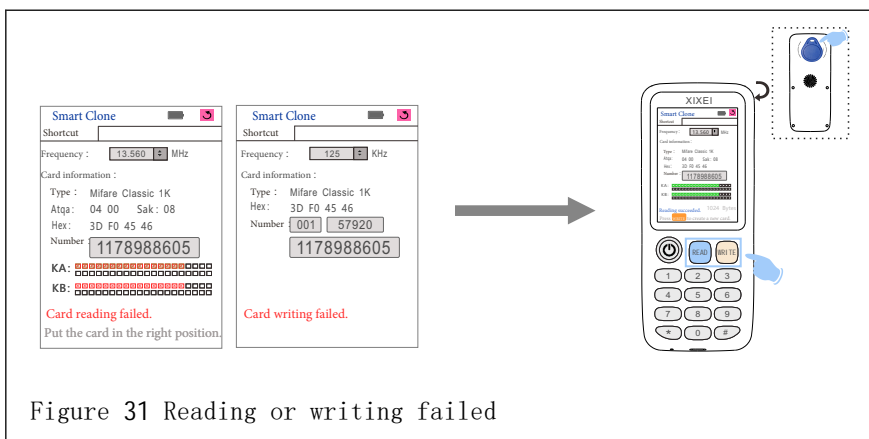 Smart Clone
Shortcut
Frequency : 13.560 MHz
Card information :
Type : Mifare Classic 1K
Atqa: 04 00 Sak: 08
Hex: 3D F0 45 46
Number : 1178988605
KA:
KB:
Card reading failed.
Put the card in the right position.
Smart Clone
Shortcut
Frequency : 125 KHz
Card information :
Type : Mifare Classic 1K
Hex: 3D F0 45 46
Number : 001 57920
1178988605
Card writing failed.
XIXEI
Smart Clone
Shortcut
Frequency : 13.560 MHz
Card information :
Type : Mifare Classic 1K
Atqa: 04 00 Sak: 08
Hex: 3D F0 45 46
Number 1178988605
KA:
KB:
Reading succeeded. 1024 Bytes
READ WRITE
1 2 3
4 5 6
7 8 9
* 0 #
Figure 31 Reading or writing failed